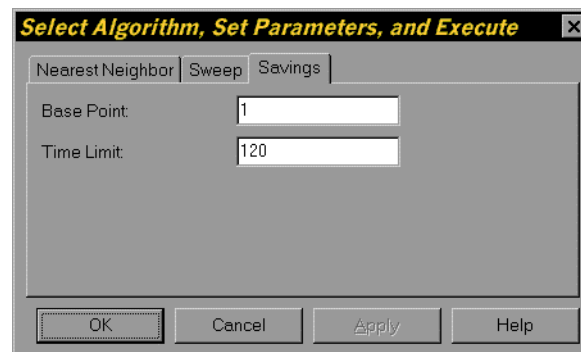 Select Algorithm, Set Parameters, and Execute
Nearest Neighbor Sweep Savings
Base Point: 1
Time Limit: 120
OK Cancel Apply Help